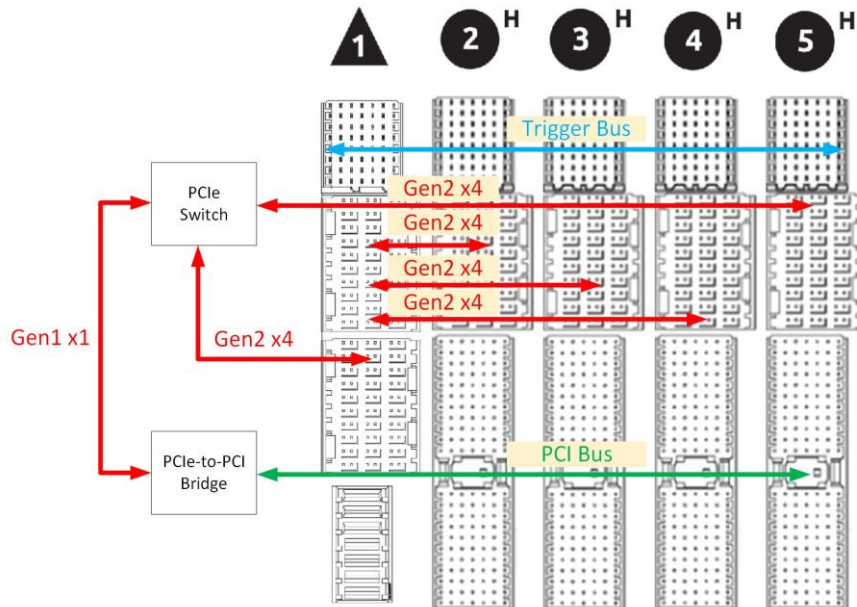 1
2 H
3 H
4 H
5 H
Trigger Bus
PCIe
Switch
Gen2 x4
Gen2 x4
Gen2 x4
Gen2 x4
Gen1 x1
Gen2 x4
PCIe-to-PCI
Bridge
PCI Bus